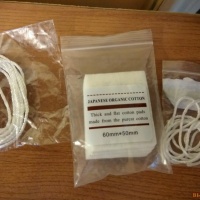 JAPANESE ORGANIC COTTON
Thick and flat cotton pads
made from the purest cotton
60mm×50mm